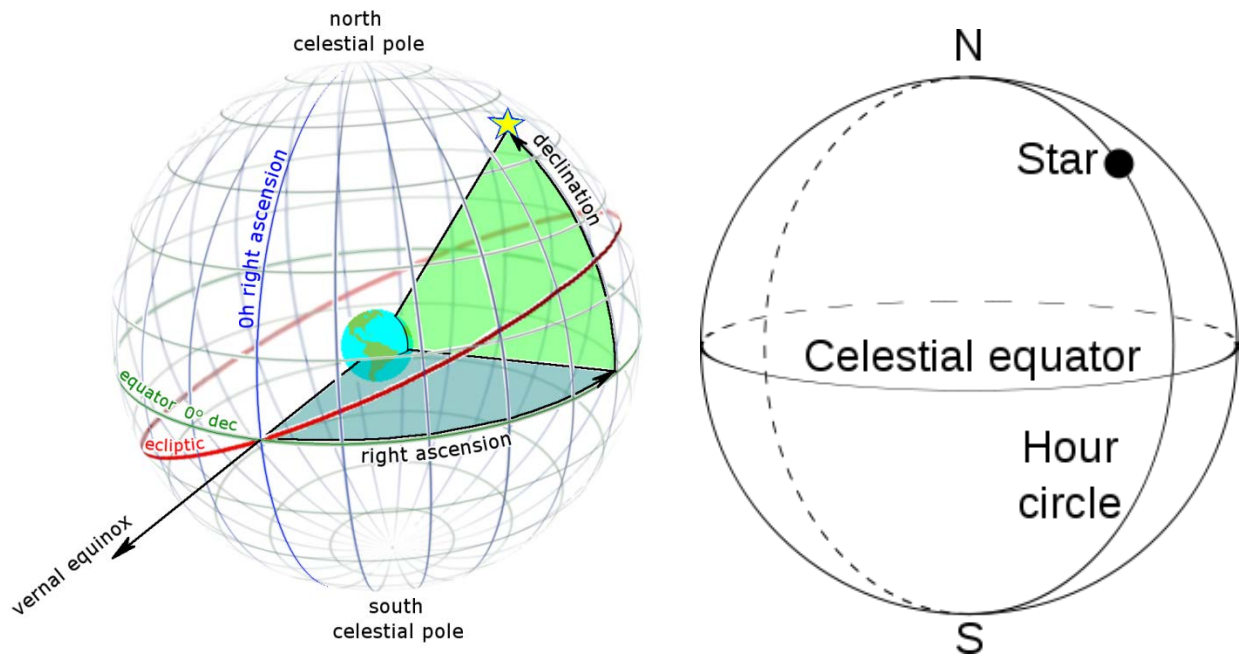 north
celestial pole
declination
0h right ascension
equator 0° dec
ecliptic
right ascension
vernal equinox
south
celestial pole
N
Star
Celestial equator
Hour
circle
S